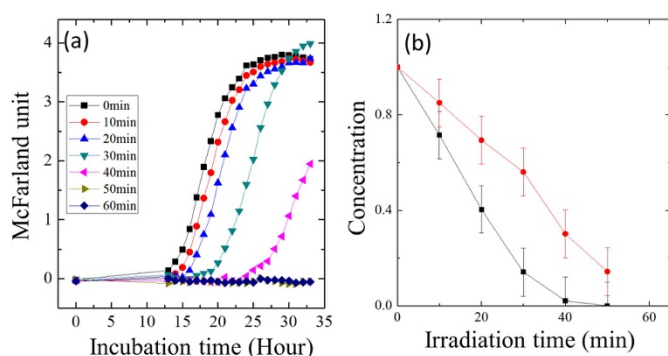 (a)
McFarland unit
4
3
2
1
0
0min
10min
20min
30min
40min
50min
60min
0 5 10 15 20 25 30 35
Incubation time (Hour)
(b)
Concentration
1.2
0.8
0.4
0.0
0 20 40 60
Irradiation time (min)